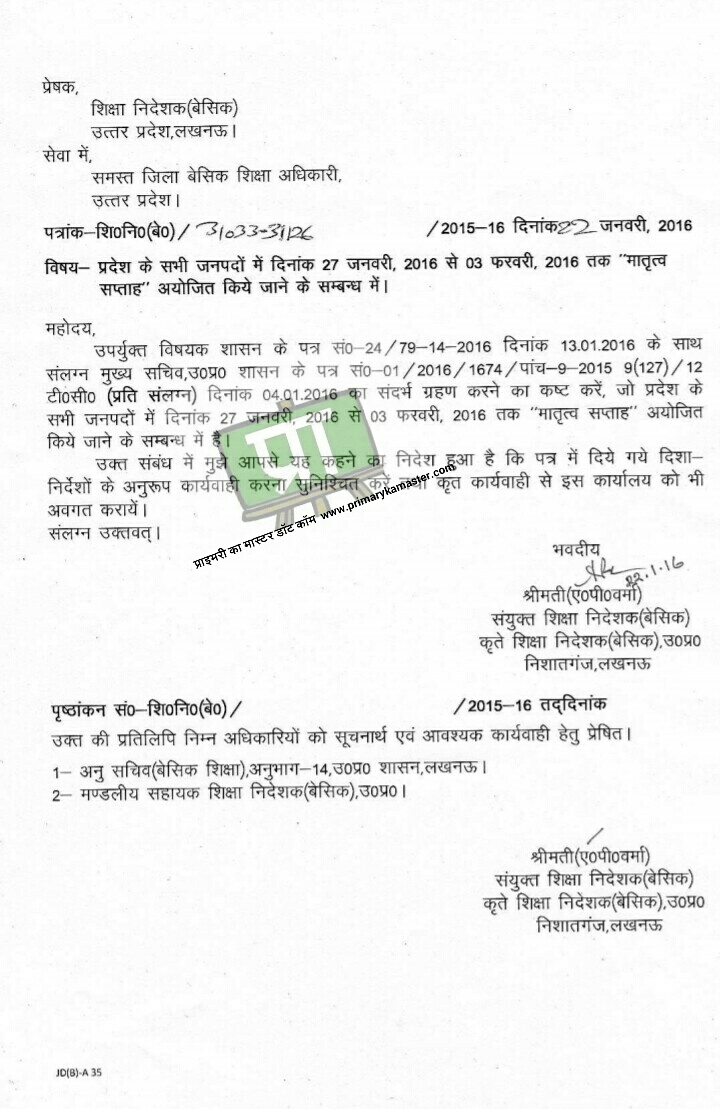 प्रेषक,
शिक्षा निदेशक(बेसिक)
उत्तर प्रदेश,लखनऊ।
सेवा में,
समस्त जिला बेसिक शिक्षा अधिकारी,
उत्तर प्रदेश।
पत्रांक–शि0नि0(बे0)/ 31033-31126 /2015–16 दिनांक 22 जनवरी, 2016
विषय– प्रदेश के सभी जनपदों में दिनांक 27 जनवरी, 2016 से 03 फरवरी, 2016 तक "मातृत्व
सप्ताह" अयोजित किये जाने के सम्बन्ध में।
महोदय,
उपर्युक्त विषयक शासन के पत्र सं0–24/79–14–2016 दिनांक 13.01.2016 के साथ
संलग्न मुख्य सचिव,उ0प्र0 शासन के पत्र सं0–01/2016/1674/पांच–9–2015 9(127)/12
टी0सी0 (प्रति संलग्न) दिनांक 04.01.2016 का संदर्भ ग्रहण करने का कष्ट करें, जो प्रदेश के
सभी जनपदों में दिनांक 27 जनवरी, 2016 से 03 फरवरी, 2016 तक "मातृत्व सप्ताह" अयोजित
किये जाने के सम्बन्ध में है।
उक्त संबंध में मुझे आपसे यह कहने का निदेश हुआ है कि पत्र में दिये गये दिशा–
निर्देशों के अनुरूप कार्यवाही करना सुनिश्चित करें तथा कृत कार्यवाही से इस कार्यालय को भी
अवगत करायें।
संलग्न उक्तवत्।
प्रा
प्राइमरी का मास्टर डॉट कॉम www.primarykamaster.com
भवदीय
22.1.16
श्रीमती(ए0पी0वर्मा)
संयुक्त शिक्षा निदेशक(बेसिक)
कृते शिक्षा निदेशक(बेसिक),उ0प्र0
निशातगंज,लखनऊ
पृष्ठांकन सं0–शि0नि0(बे0)/ /2015–16 तद्दिनांक
उक्त की प्रतिलिपि निम्न अधिकारियों को सूचनार्थ एवं आवश्यक कार्यवाही हेतु प्रेषित।
1– अनु सचिव(बेसिक शिक्षा),अनुभाग–14,उ0प्र0 शासन,लखनऊ।
2– मण्डलीय सहायक शिक्षा निदेशक(बेसिक),उ0प्र0।
श्रीमती(ए0पी0वर्मा)
संयुक्त शिक्षा निदेशक(बेसिक)
कृते शिक्षा निदेशक(बेसिक),उ0प्र0
निशातगंज,लखनऊ
JD(B)-A 35